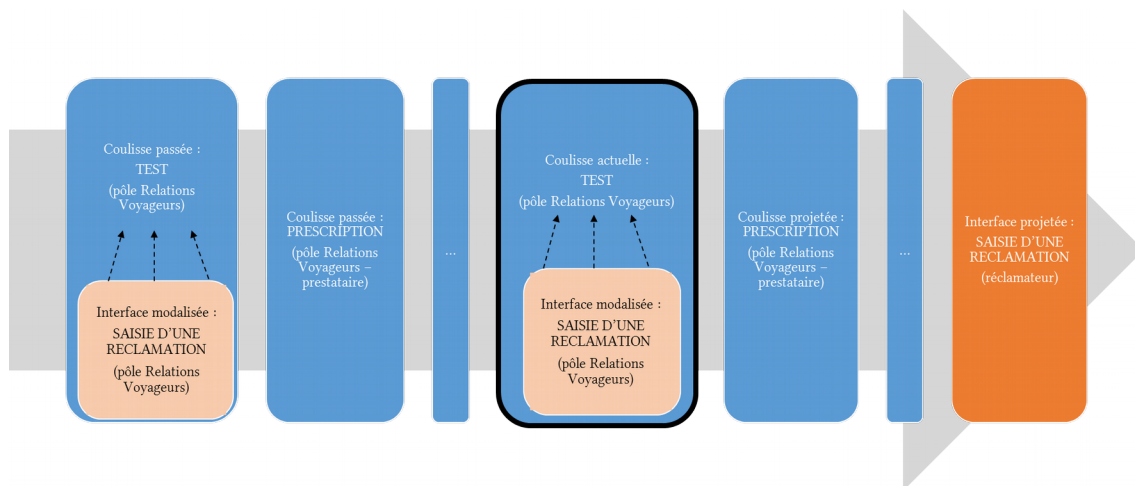 Coulisse passée :
TEST
(pôle Relations
Voyageurs)
Interface modalisée :
SAISIE D'UNE
RECLAMATION
(pôle Relations
Voyageurs)
Coulisse passée :
PRESCRIPTION
(pôle Relations
Voyageurs –
prestataire)
...
Coulisse actuelle :
TEST
(pôle Relations Voyageurs)
Interface modalisée :
SAISIE D'UNE
RECLAMATION
(pôle Relations
Voyageurs)
Coulisse projetée :
PRESCRIPTION
(pôle Relations
Voyageurs –
prestataire)
...
Interface projetée :
SAISIE D'UNE
RECLAMATION
(réclamateur)